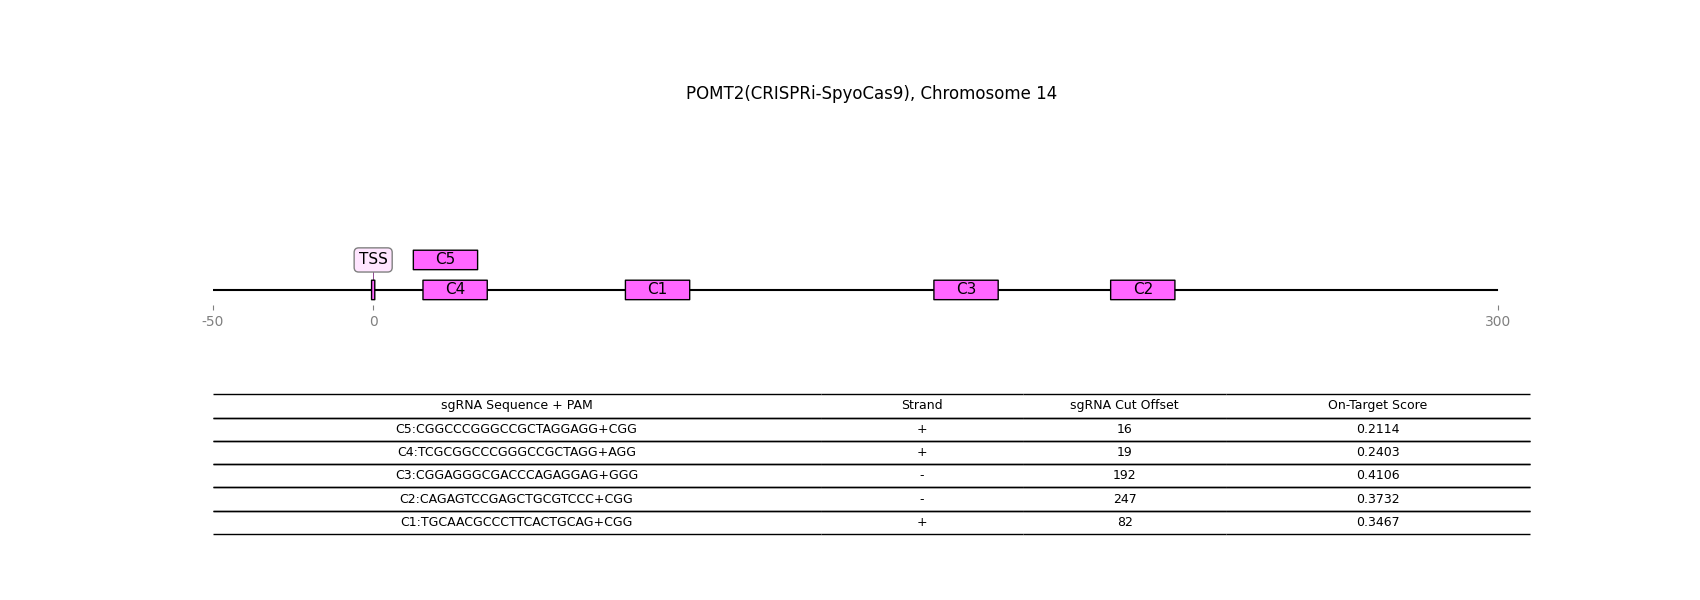 POMT2(CRISPRi-SpyoCas9), Chromosome 14
TSS C5
C4 C1 C3 C2
-50 0 300
sgRNA Sequence + PAM Strand sgRNA Cut Offset On-Target Score
C5:CGGCCCGGGCCGCTAGGAGG+CGG + 16 0.2114
C4:TCGCGGCCCGGGCCGCTAGG+AGG + 19 0.2403
C3:CGGAGGGCGACCCAGAGGAG+GGG - 192 0.4106
C2:CAGAGTCCGAGCTGCGTCCC+CGG - 247 0.3732
C1:TGCAACGCCCTTCACTGCAG+CGG + 82 0.3467